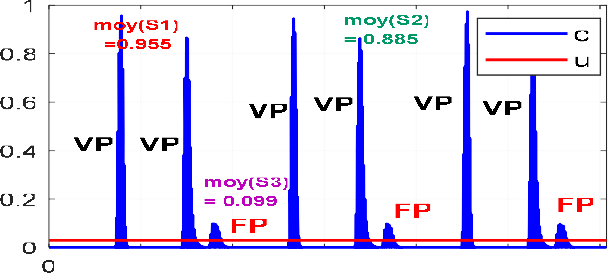 1
0.8
0.6
0.4
0.2
0
0
moy(S1)
=0.955
moy(S2)
=0.885
c
u
VP
VP
VP
VP
VP
VP
moy(S3)
= 0.099
FP
FP
FP